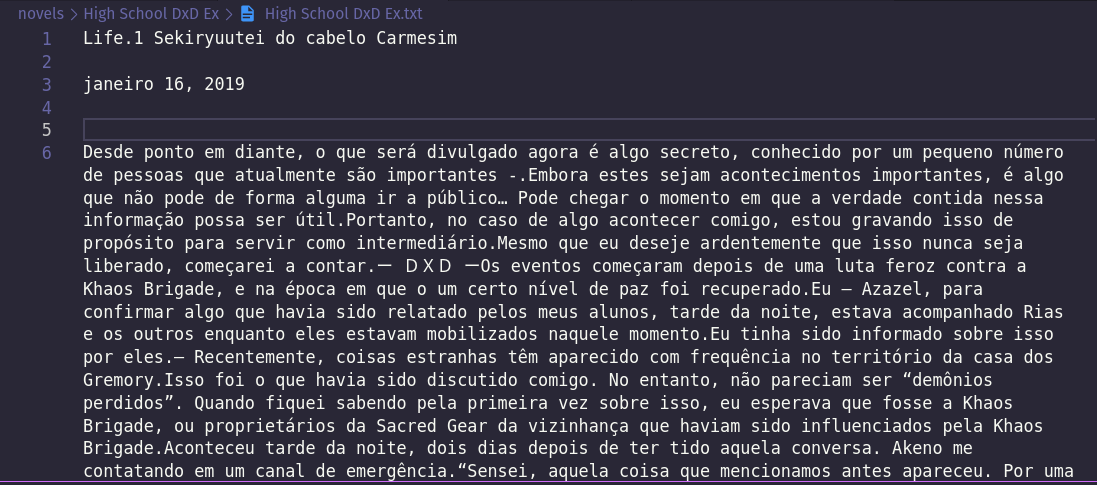 novels > High School DxD Ex > High School DxD Ex.txt
1 Life.1 Sekiryuutei do cabelo Carmesim
2
3 janeiro 16, 2019
4
5
6 Desde ponto em diante, o que será divulgado agora é algo secreto, conhecido por um pequeno número
de pessoas que atualmente são importantes -.Embora estes sejam acontecimentos importantes, é algo
que não pode de forma alguma ir a público… Pode chegar o momento em que a verdade contida nessa
informação possa ser útil.Portanto, no caso de algo acontecer comigo, estou gravando isso de
propósito para servir como intermediário.Mesmo que eu deseje ardentemente que isso nunca seja
liberado, começarei a contar.ー ＤＸＤ ーOs eventos começaram depois de uma luta feroz contra a
Khaos Brigade, e na época em que o um certo nível de paz foi recuperado.Eu — Azazel, para
confirmar algo que havia sido relatado pelos meus alunos, tarde da noite, estava acompanhado Rias
e os outros enquanto eles estavam mobilizados naquele momento.Eu tinha sido informado sobre isso
por eles.— Recentemente, coisas estranhas têm aparecido com frequência no território da casa dos
Gremory.Isso foi o que havia sido discutido comigo. No entanto, não pareciam ser “demônios
perdidos”. Quando fiquei sabendo pela primeira vez sobre isso, eu esperava que fosse a Khaos
Brigade, ou proprietários da Sacred Gear da vizinhança que haviam sido influenciados pela Khaos
Brigade.Aconteceu tarde da noite, dois dias depois de ter tido aquela conversa. Akeno me
contatando em um canal de emergência.“Sensei, aquela coisa que mencionamos antes apareceu. Por uma